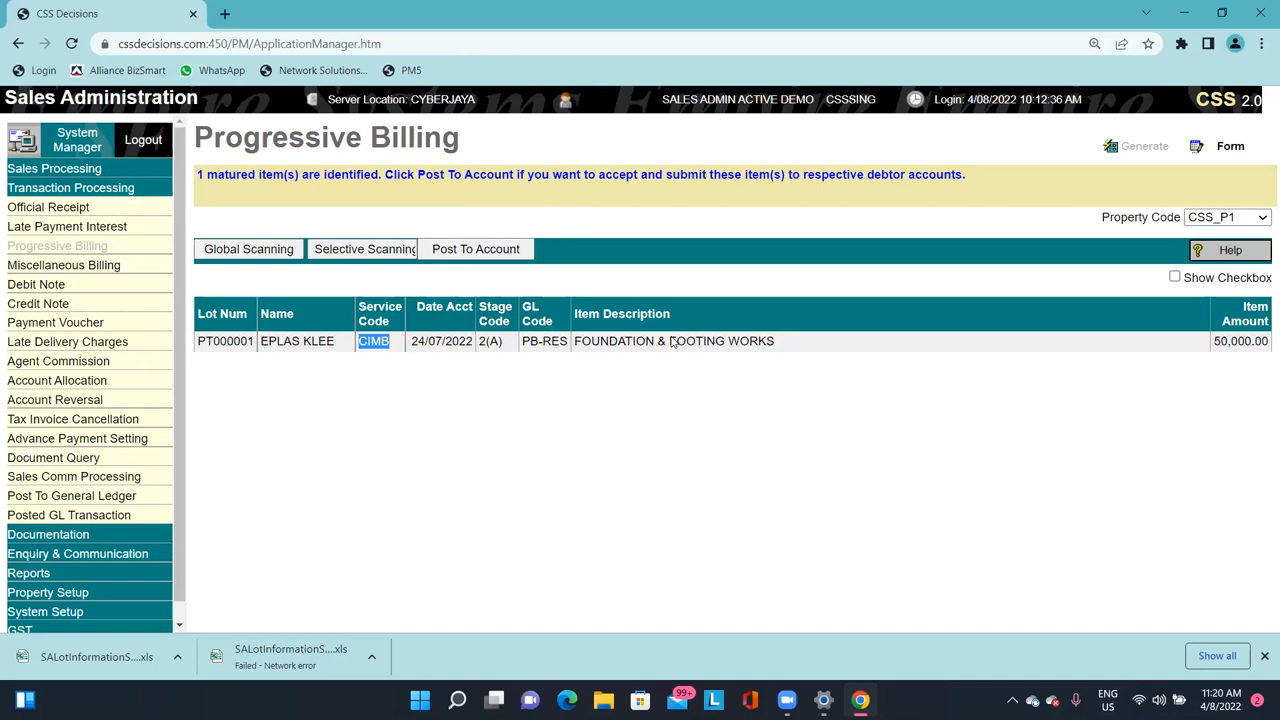 CSS Decisions
cssdecisions.com:450/PM/ApplicationManager.htm
Login
Alliance BizSmart
WhatsApp
Network Solutions...
PM5
Sales Administration
Server Location: CYBERJAYA
SALES ADMIN ACTIVE DEMO
CSSSING
Login: 4/08/2022 10:12:36 AM
CSS 2.0
System Manager
Logout
Sales Processing
Transaction Processing
Official Receipt
Late Payment Interest
Progressive Billing
Miscellaneous Billing
Debit Note
Credit Note
Payment Voucher
Late Delivery Charges
Agent Commission
Account Allocation
Account Reversal
Tax Invoice Cancellation
Advance Payment Setting
Document Query
Sales Comm Processing
Post To General Ledger
Posted GL Transaction
Documentation
Enquiry & Communication
Reports
Property Setup
System Setup
GST
Progressive Billing
Generate
Form
1 matured item(s) are identified. Click Post To Account if you want to accept and submit these item(s) to respective debtor accounts.
Property Code CSS_P1
Global Scanning
Selective Scanning
Post To Account
Help
Show Checkbox
Lot Num Name Service Code Date Acct Stage Code GL Code Item Description Item Amount
PT000001 EPLAS KLEE CIMB 24/07/2022 2(A) PB-RES FOUNDATION & FOOTING WORKS 50,000.00
SALotInformationS....xls
SALotInformationS....xls
Failed - Network error
Show all
99+
ENG
US
11:20 AM
4/8/2022
2